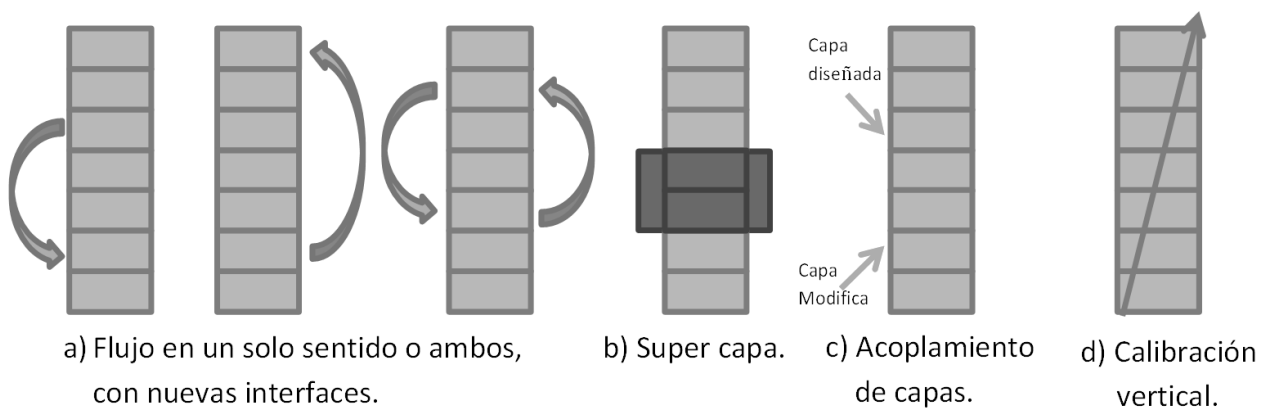 Capa
diseñada
Capa
Modifica
a) Flujo en un solo sentido o ambos,
con nuevas interfaces.
b) Super capa.
c) Acoplamiento
de capas.
d) Calibración
vertical.